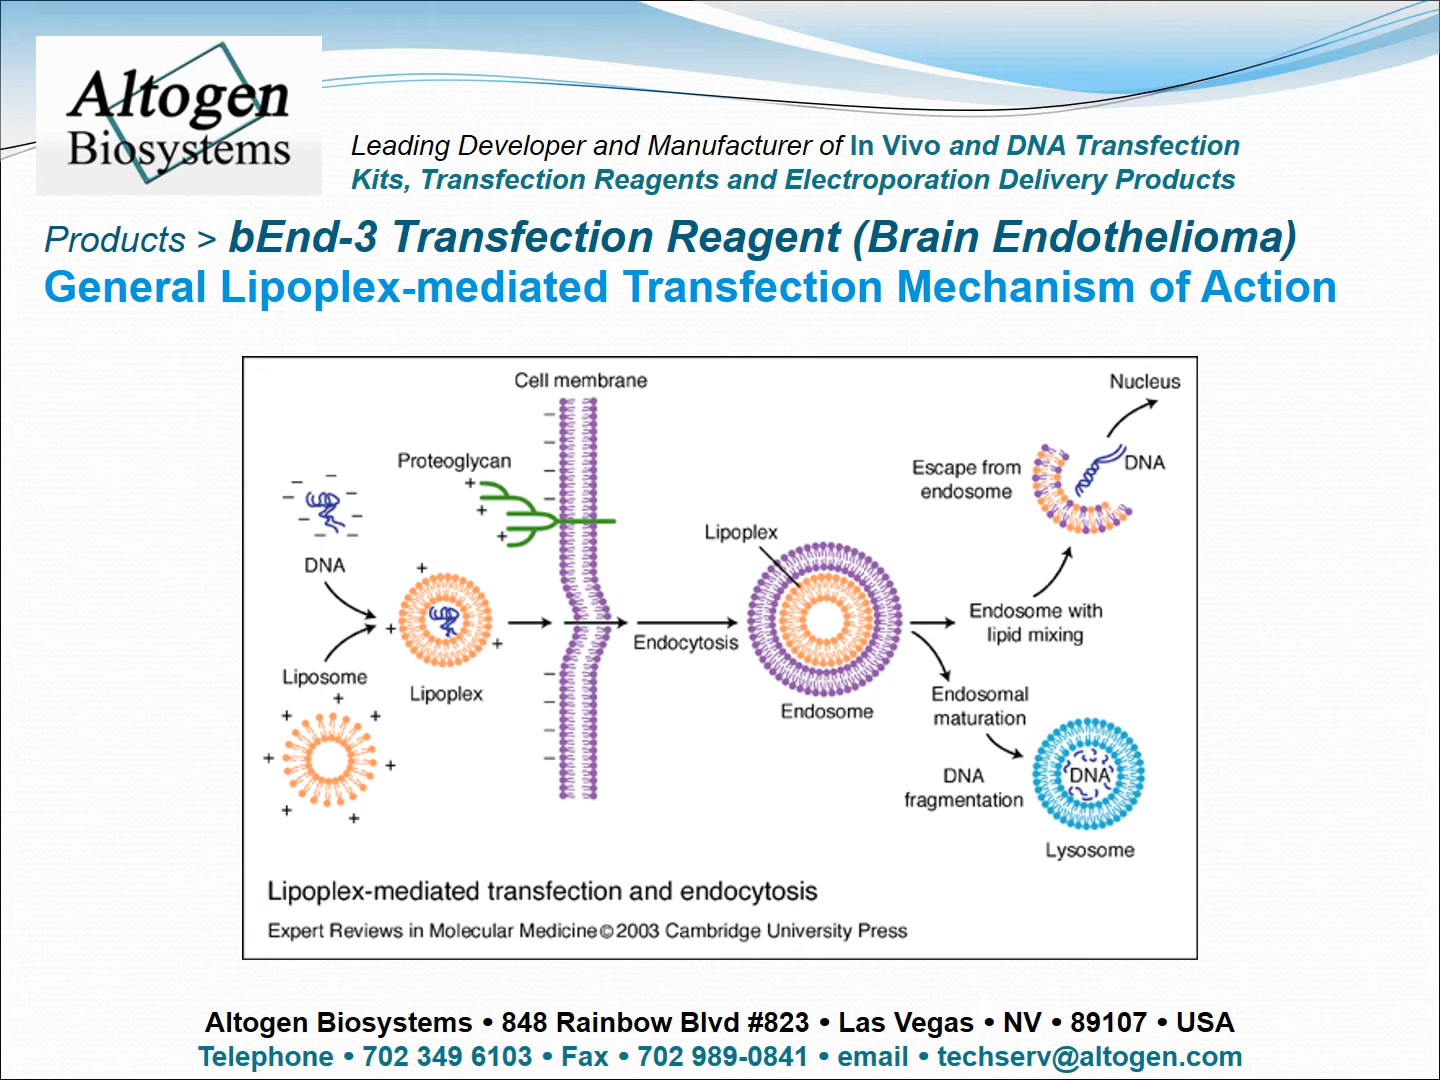 Altogen
Biosystems
Leading Developer and Manufacturer of In Vivo and DNA Transfection
Kits, Transfection Reagents and Electroporation Delivery Products
Products > bEnd-3 Transfection Reagent (Brain Endothelioma)
General Lipoplex-mediated Transfection Mechanism of Action
Cell membrane
Nucleus
Proteoglycan
Escape from
endosome
DNA
Lipoplex
DNA
Endosome with
lipid mixing
Endocytosis
Liposome
Lipoplex
Endosome
Endosomal
maturation
DNA
fragmentation
DNA
Lysosome
Lipoplex-mediated transfection and endocytosis
Expert Reviews in Molecular Medicine©2003 Cambridge University Press
Altogen Biosystems • 848 Rainbow Blvd #823 • Las Vegas • NV • 89107 • USA
Telephone • 702 349 6103 • Fax • 702 989-0841 • email • techserv@altogen.com